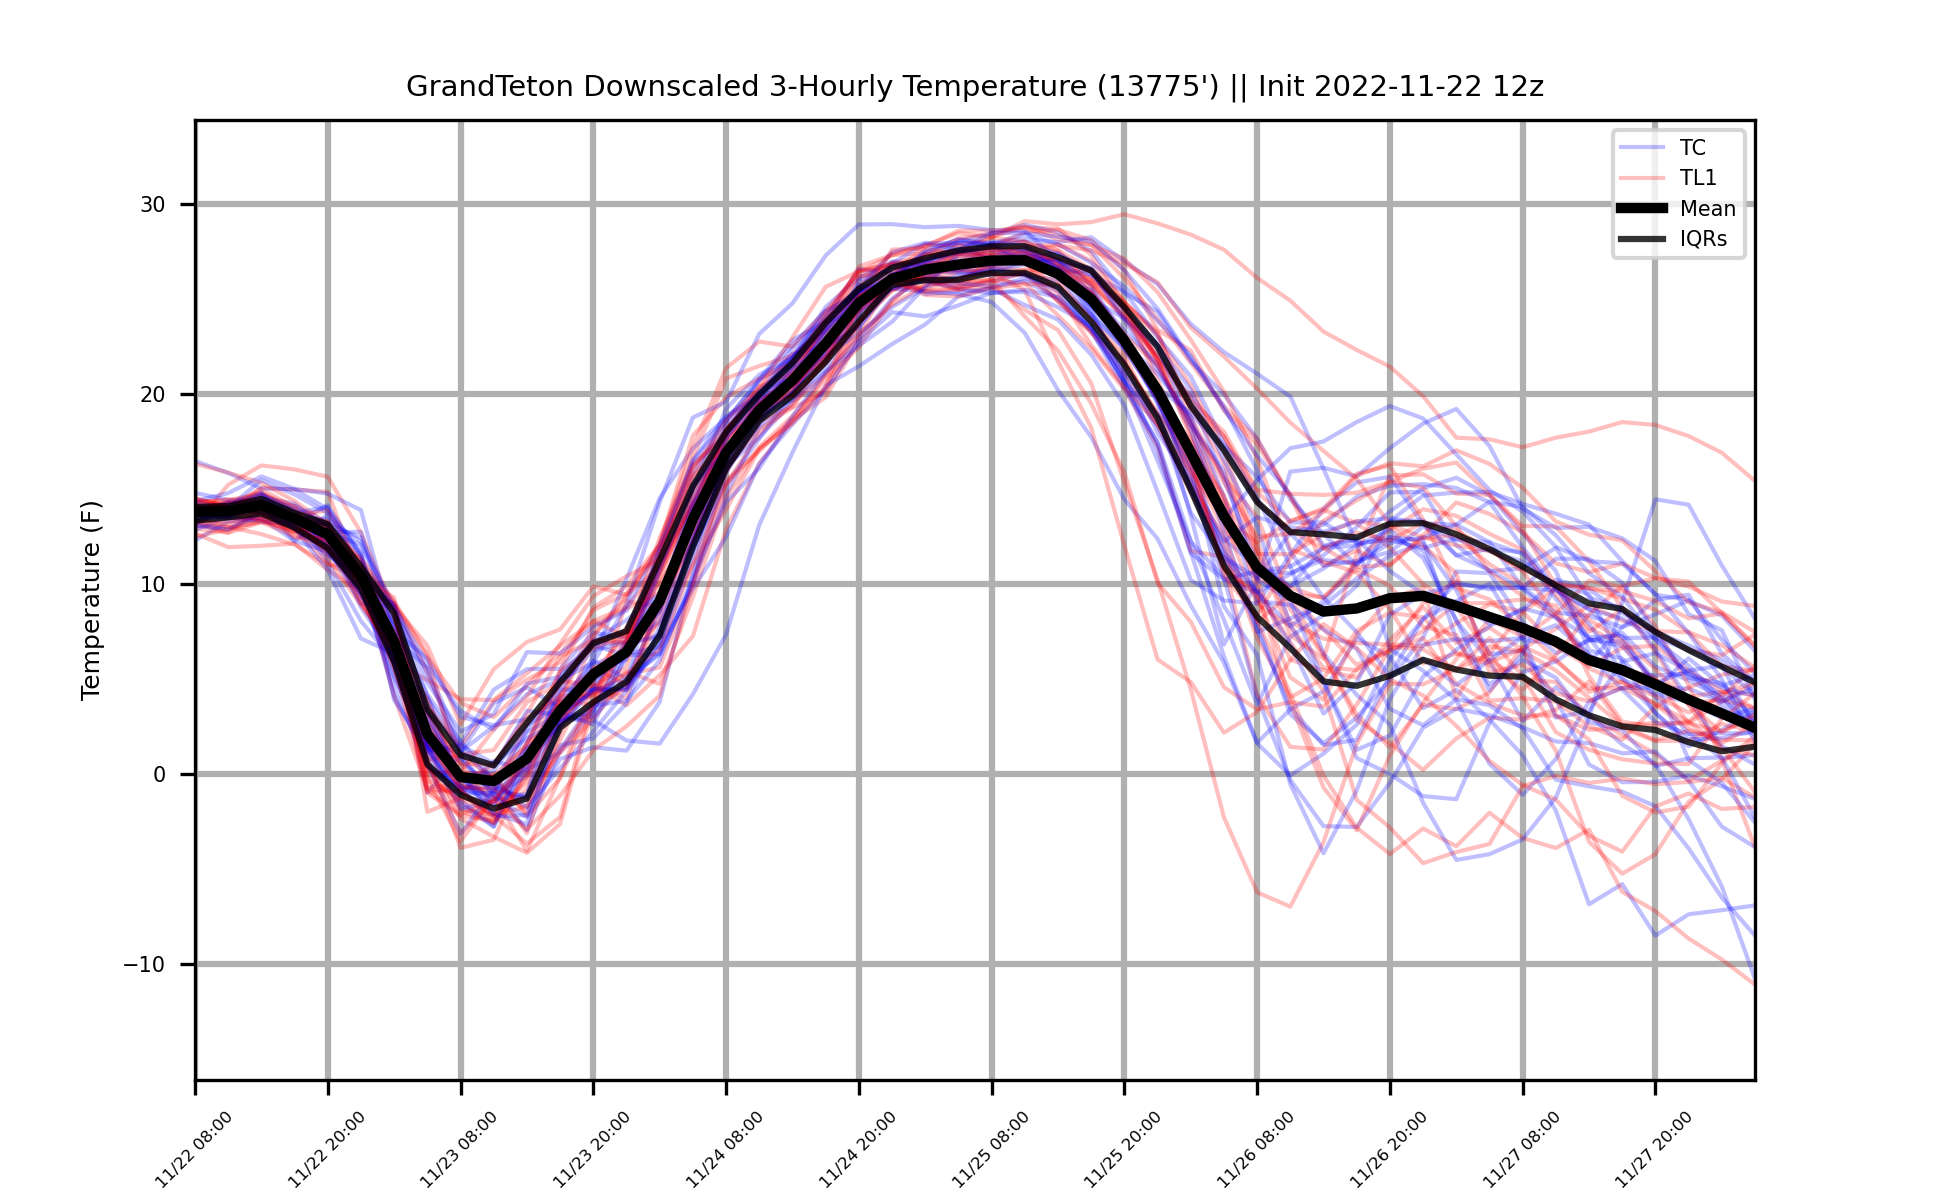 GrandTeton Downscaled 3-Hourly Temperature (13775') || Init 2022-11-22 12z
TC
TL1
Mean
IQRs
Temperature (F)
30
20
10
0
−10
11/22 08:00
11/22 20:00
11/23 08:00
11/23 20:00
11/24 08:00
11/24 20:00
11/25 08:00
11/25 20:00
11/26 08:00
11/26 20:00
11/27 08:00
11/27 20:00